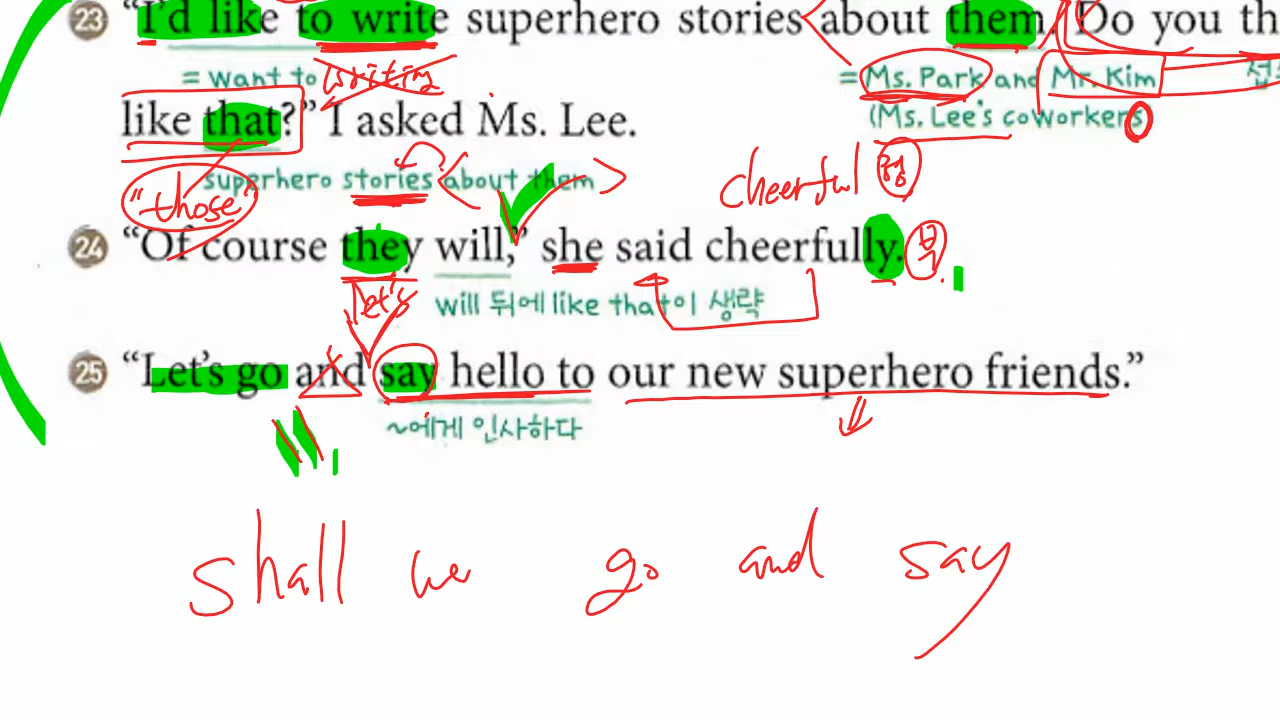 23 “I’d like to write superhero stories about them. Do you th
= want to writing = Ms. Park and Mr. Kim
like that?” I asked Ms. Lee. (Ms. Lee's coworkers
"those" superhero stories about them cheerful 형
24 “Of course they will,” she said cheerfully. 부.
let's will 뒤에 like that이 생략
25 “Let’s go and say hello to our new superhero friends.”
~에게 인사하다
shall we go and say